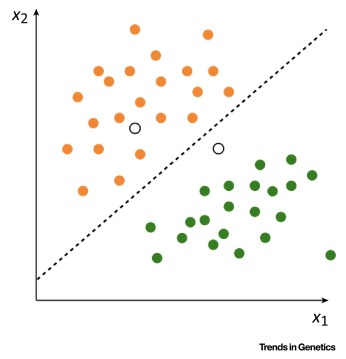 x2
x1
Trends in Genetics